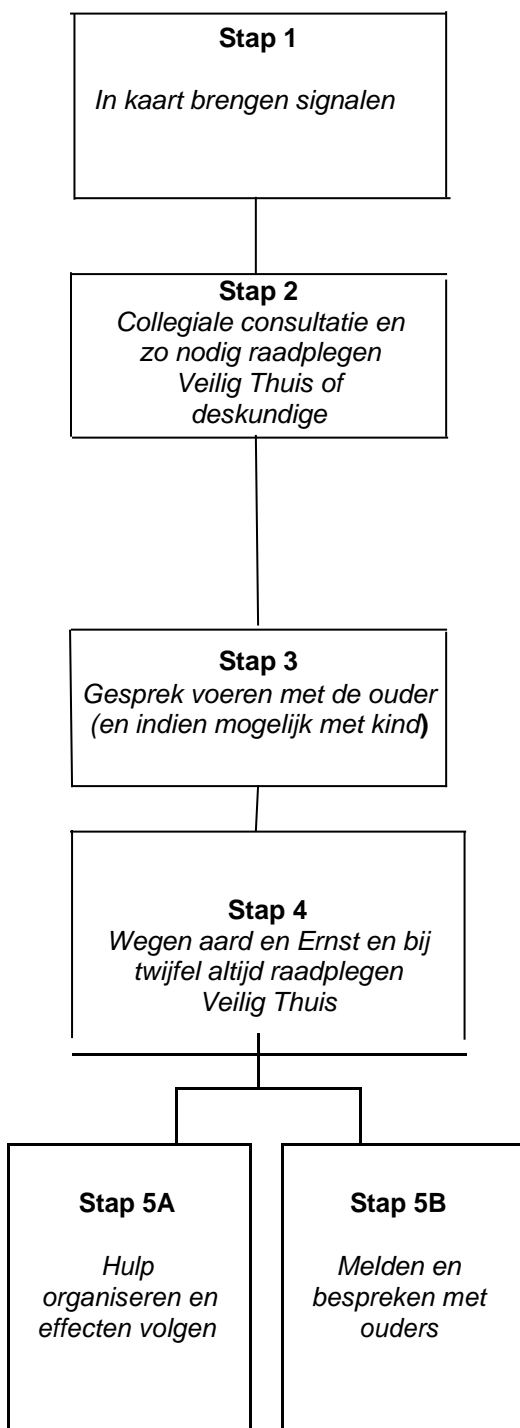 Stap 1
In kaart brengen signalen
Stap 2
Collegiale consultatie en
zo nodig raadplegen
Veilig Thuis of
deskundige
Stap 3
Gesprek voeren met de ouder
(en indien mogelijk met kind)
Stap 4
Wegen aard en Ernst en bij
twijfel altijd raadplegen
Veilig Thuis
Stap 5A
Hulp
organiseren en
effecten volgen
Stap 5B
Melden en
bespreken met
ouders